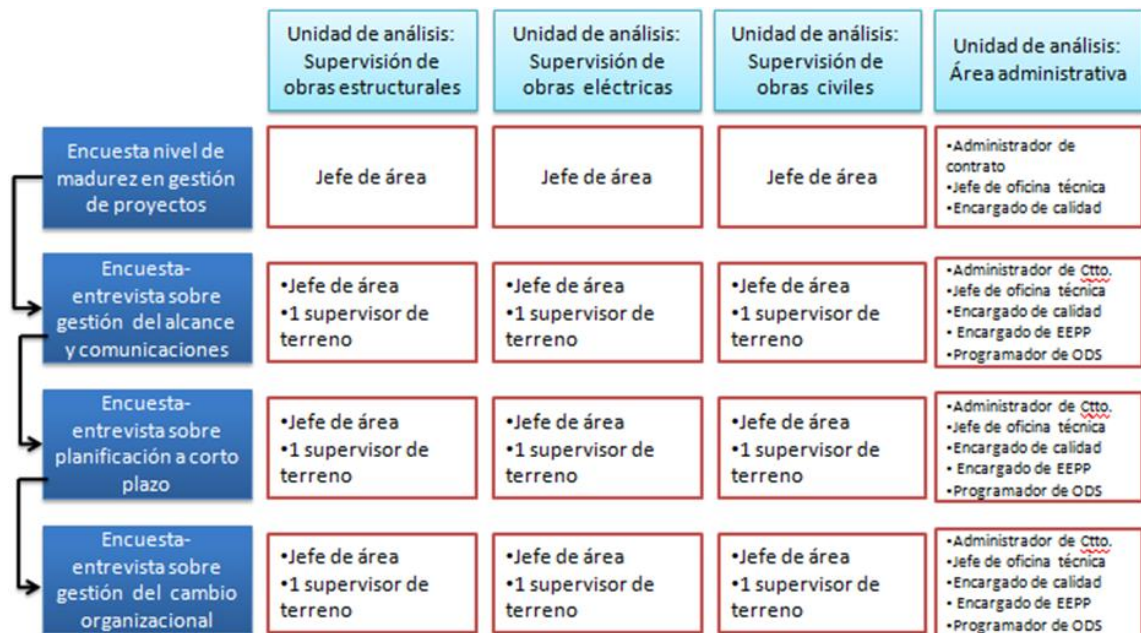 Unidad de análisis:
Supervisión de
obras estructurales
Unidad de análisis:
Supervisión de
obras eléctricas
Unidad de análisis:
Supervisión de
obras civiles
Unidad de análisis:
Área administrativa
Encuesta nivel de
madurez en gestión
de proyectos
Jefe de área
Jefe de área
Jefe de área
•Administrador de
contrato
•Jefe de oficina técnica
•Encargado de calidad
Encuesta-
entrevista sobre
gestión del alcance
y comunicaciones
•Jefe de área
•1 supervisor de
terreno
•Jefe de área
•1 supervisor de
terreno
•Jefe de área
•1 supervisor de
terreno
•Administrador de Ctto.
•Jefe de oficina técnica
•Encargado de calidad
• Encargado de EEPP
•Programador de ODS
Encuesta-
entrevista sobre
planificación a corto
plazo
•Jefe de área
•1 supervisor de
terreno
•Jefe de área
•1 supervisor de
terreno
•Jefe de área
•1 supervisor de
terreno
•Administrador de Ctto.
•Jefe de oficina técnica
•Encargado de calidad
• Encargado de EEPP
•Programador de ODS
Encuesta-
entrevista sobre
gestión del cambio
organizacional
•Jefe de área
•1 supervisor de
terreno
•Jefe de área
•1 supervisor de
terreno
•Jefe de área
•1 supervisor de
terreno
•Administrador de Ctto.
•Jefe de oficina técnica
•Encargado de calidad
• Encargado de EEPP
•Programador de ODS